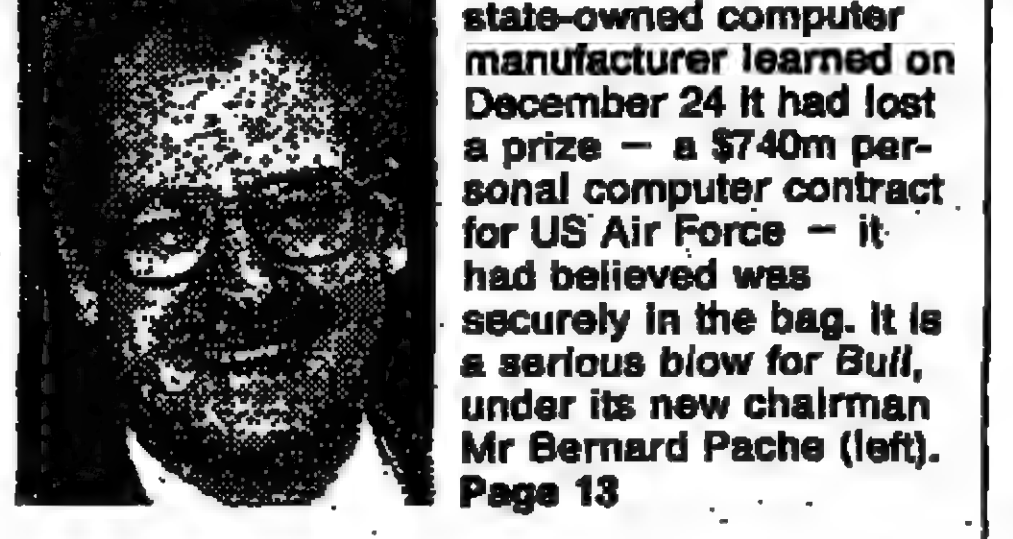 state-owned computer
manufacturer learned on
December 24 it had lost
a prize — a $740m per-
sonal computer contract
for US Air Force — it
had believed was
securely in the bag. It is
a serious blow for Bull,
under its new chairman
Mr Bernard Pache (left).
Page 13